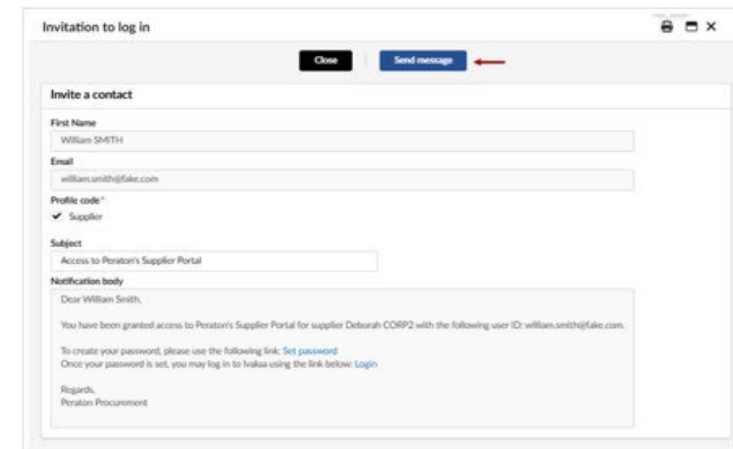 Invitation to log in
Close
Send message
Invite a contact
First Name
William SMITH
Email
william.smith@fake.com
Profile code*
Supplier
Subject
Access to Peraton's Supplier Portal
Notification body
Dear William Smith,
You have been granted access to Peraton's Supplier Portal for supplier Deborah CORP2 with the following user ID: william.smith@fake.com.
To create your password, please use the following link: Set password
Once your password is set, you may log in to Ivalua using the link below: Login
Regards,
Peraton Procurement